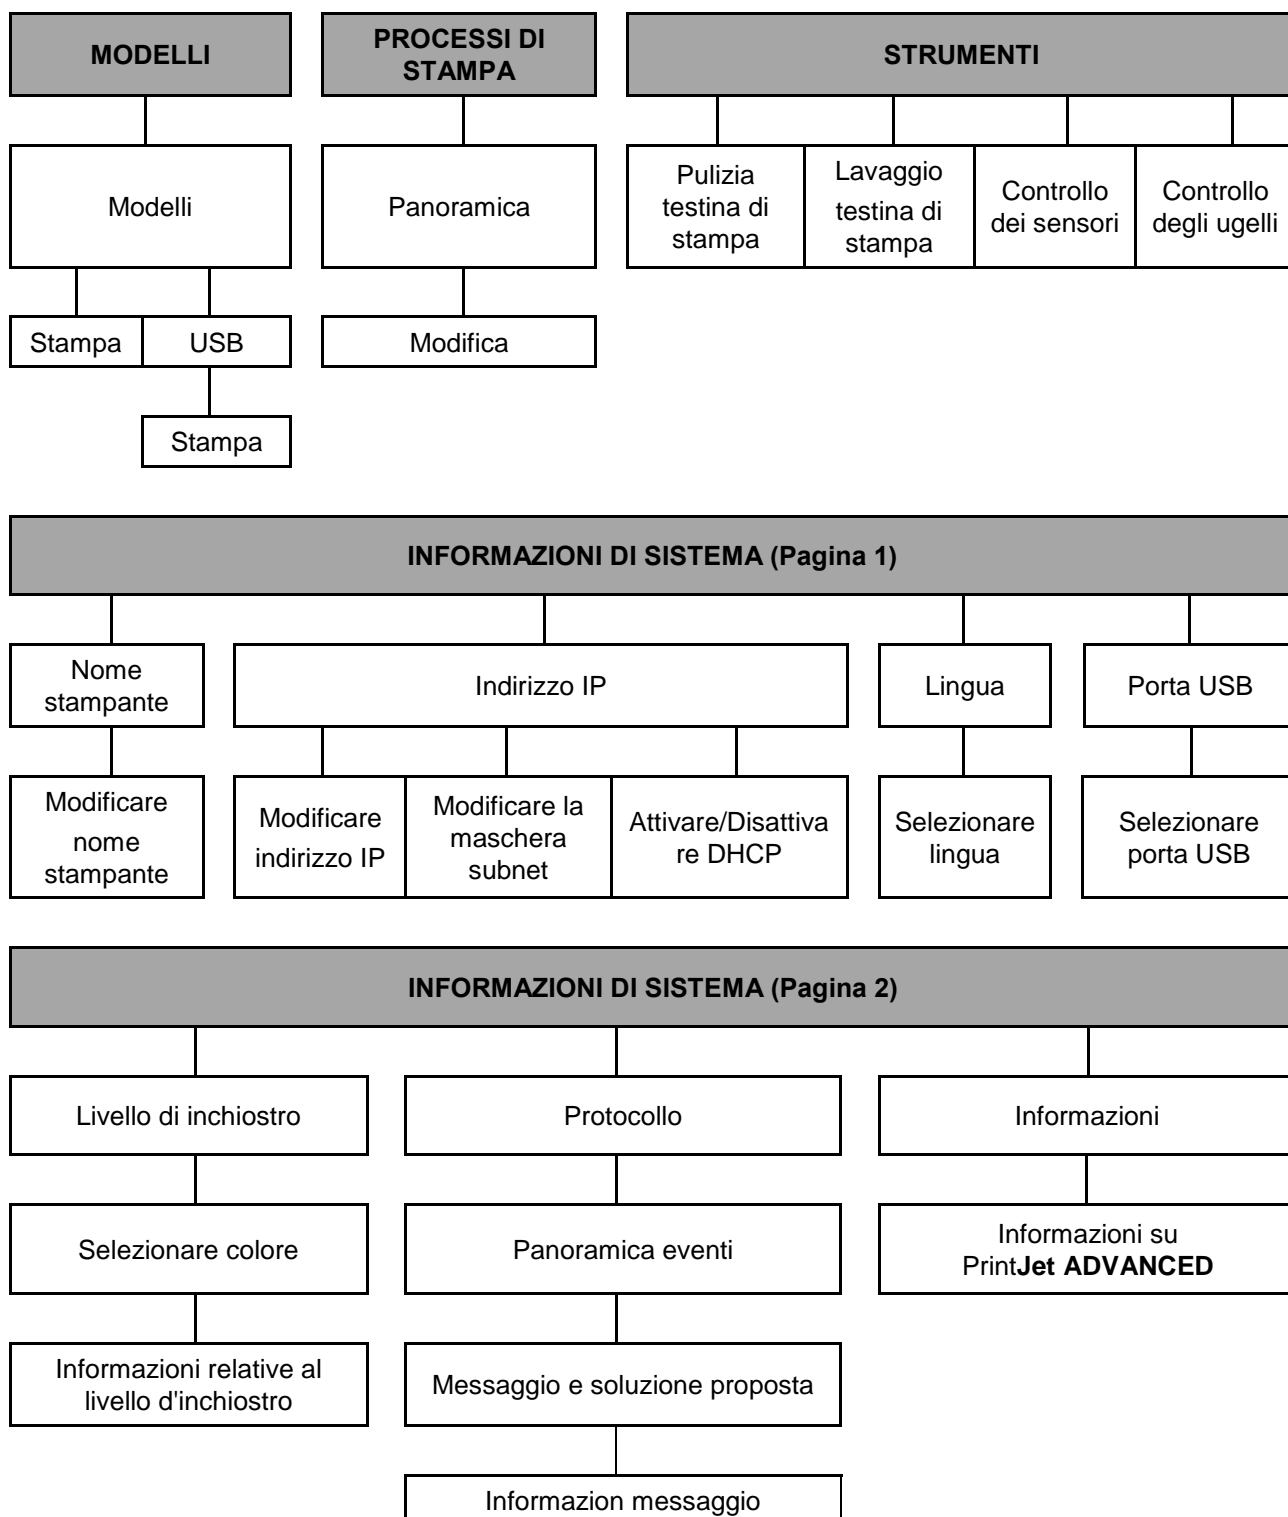 MODELLI
PROCESSI DI
STAMPA
STRUMENTI
Modelli
Panoramica
Pulizia
testina di
stampa
Lavaggio
testina di
stampa
Controllo
dei sensori
Controllo
degli ugelli
Stampa
USB
Modifica
Stampa
INFORMAZIONI DI SISTEMA (Pagina 1)
Nome
stampante
Indirizzo IP
Lingua
Porta USB
Modificare
nome
stampante
Modificare
indirizzo IP
Modificare la
maschera
subnet
Attivare/Disattiva
re DHCP
Selezionare
lingua
Selezionare
porta USB
INFORMAZIONI DI SISTEMA (Pagina 2)
Livello di inchiostro
Protocollo
Informazioni
Selezionare colore
Panoramica eventi
Informazioni su
PrintJet ADVANCED
Informazioni relative al
livello d'inchiostro
Messaggio e soluzione proposta
Informazion messaggio